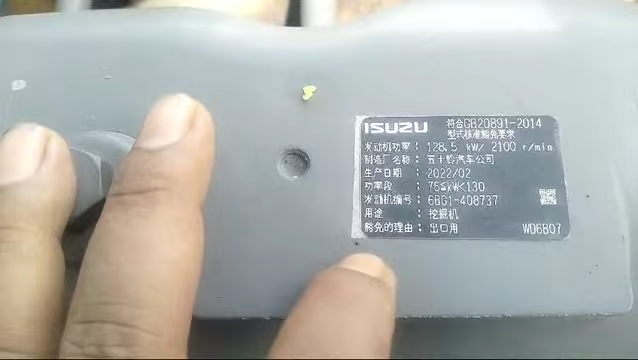 ISUZU 符合GB20891-2014
型式核准豁免要求
发动机功率： 128.5 kW/ 2100 r/min
制造厂名称： 五十铃汽车公司
生产日期： 2022/02
功率段： 75≤kW<130
发动机编号： 6BG1-408737
用途： 挖掘机
豁免的理由： 出口用 WD6B07